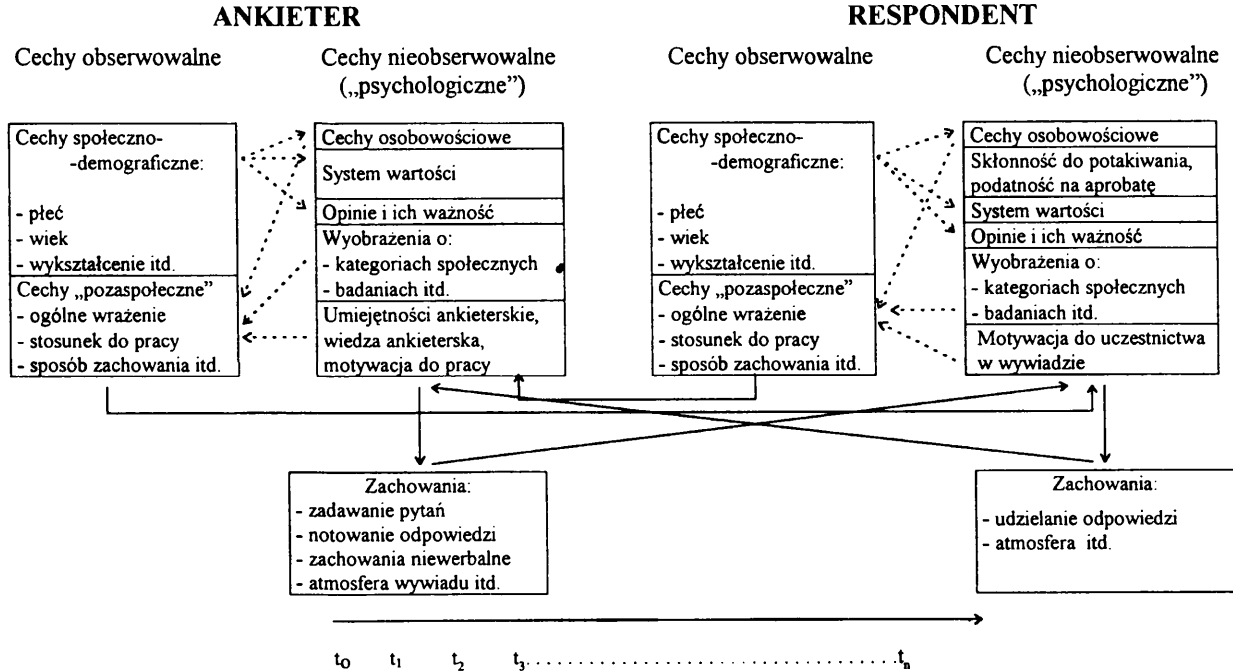 ANKIETER
Cechy obserwowalne
Cechy nieobserwowalne
(„psychologiczne”)
Cechy społeczno-
-demograficzne:
- płeć
- wiek
- wykształcenie itd.
Cechy „pozaspołeczne”
- ogólne wrażenie
- stosunek do pracy
- sposób zachowania itd.
Cechy osobowościowe
System wartości
Opinie i ich ważność
Wyobrażenia o:
- kategoriach społecznych
- badaniach itd.
Umiejętności ankieterskie,
wiedza ankieterska,
motywacja do pracy
RESPONDENT
Cechy obserwowalne
Cechy nieobserwowalne
(„psychologiczne”)
Cechy społeczno-
-demograficzne:
- płeć
- wiek
- wykształcenie itd.
Cechy „pozaspołeczne”
- ogólne wrażenie
- stosunek do pracy
- sposób zachowania itd.
Cechy osobowościowe
Skłonność do potakiwania,
podatność na aprobatę
System wartości
Opinie i ich ważność
Wyobrażenia o:
- kategoriach społecznych
- badaniach itd.
Motywacja do uczestnictwa
w wywiadzie
Zachowania:
- zadawanie pytań
- notowanie odpowiedzi
- zachowania niewerbalne
- atmosfera wywiadu itd.
Zachowania:
- udzielanie odpowiedzi
- atmosfera itd.
t0 t1 t2 t3. . . . . . . . . . . . . . . . . . . . . . . . . . . . . . . . . . . .tn